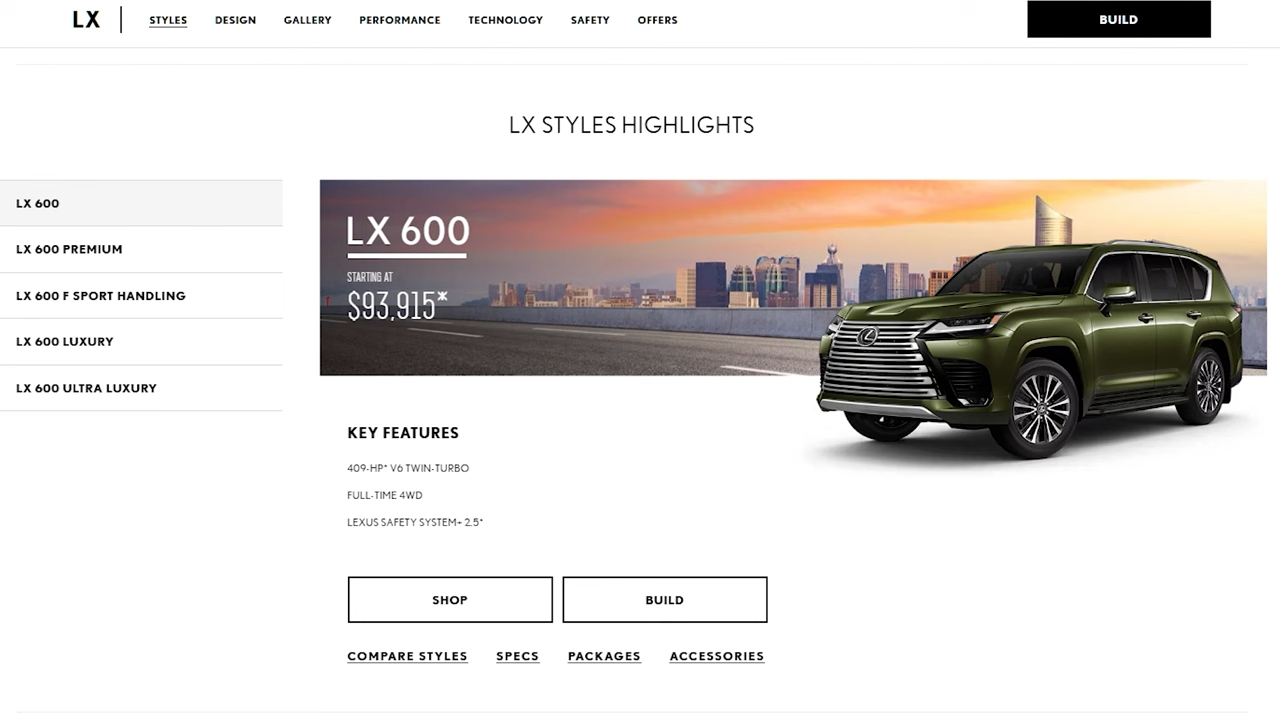 LX
STYLES DESIGN GALLERY PERFORMANCE TECHNOLOGY SAFETY OFFERS
BUILD
LX STYLES HIGHLIGHTS
LX 600
LX 600 PREMIUM
LX 600 F SPORT HANDLING
LX 600 LUXURY
LX 600 ULTRA LUXURY
LX 600
STARTING AT
$93,915*
KEY FEATURES
409-HP* V6 TWIN-TURBO
FULL-TIME 4WD
LEXUS SAFETY SYSTEM+ 2.5*
SHOP BUILD
COMPARE STYLES SPECS PACKAGES ACCESSORIES